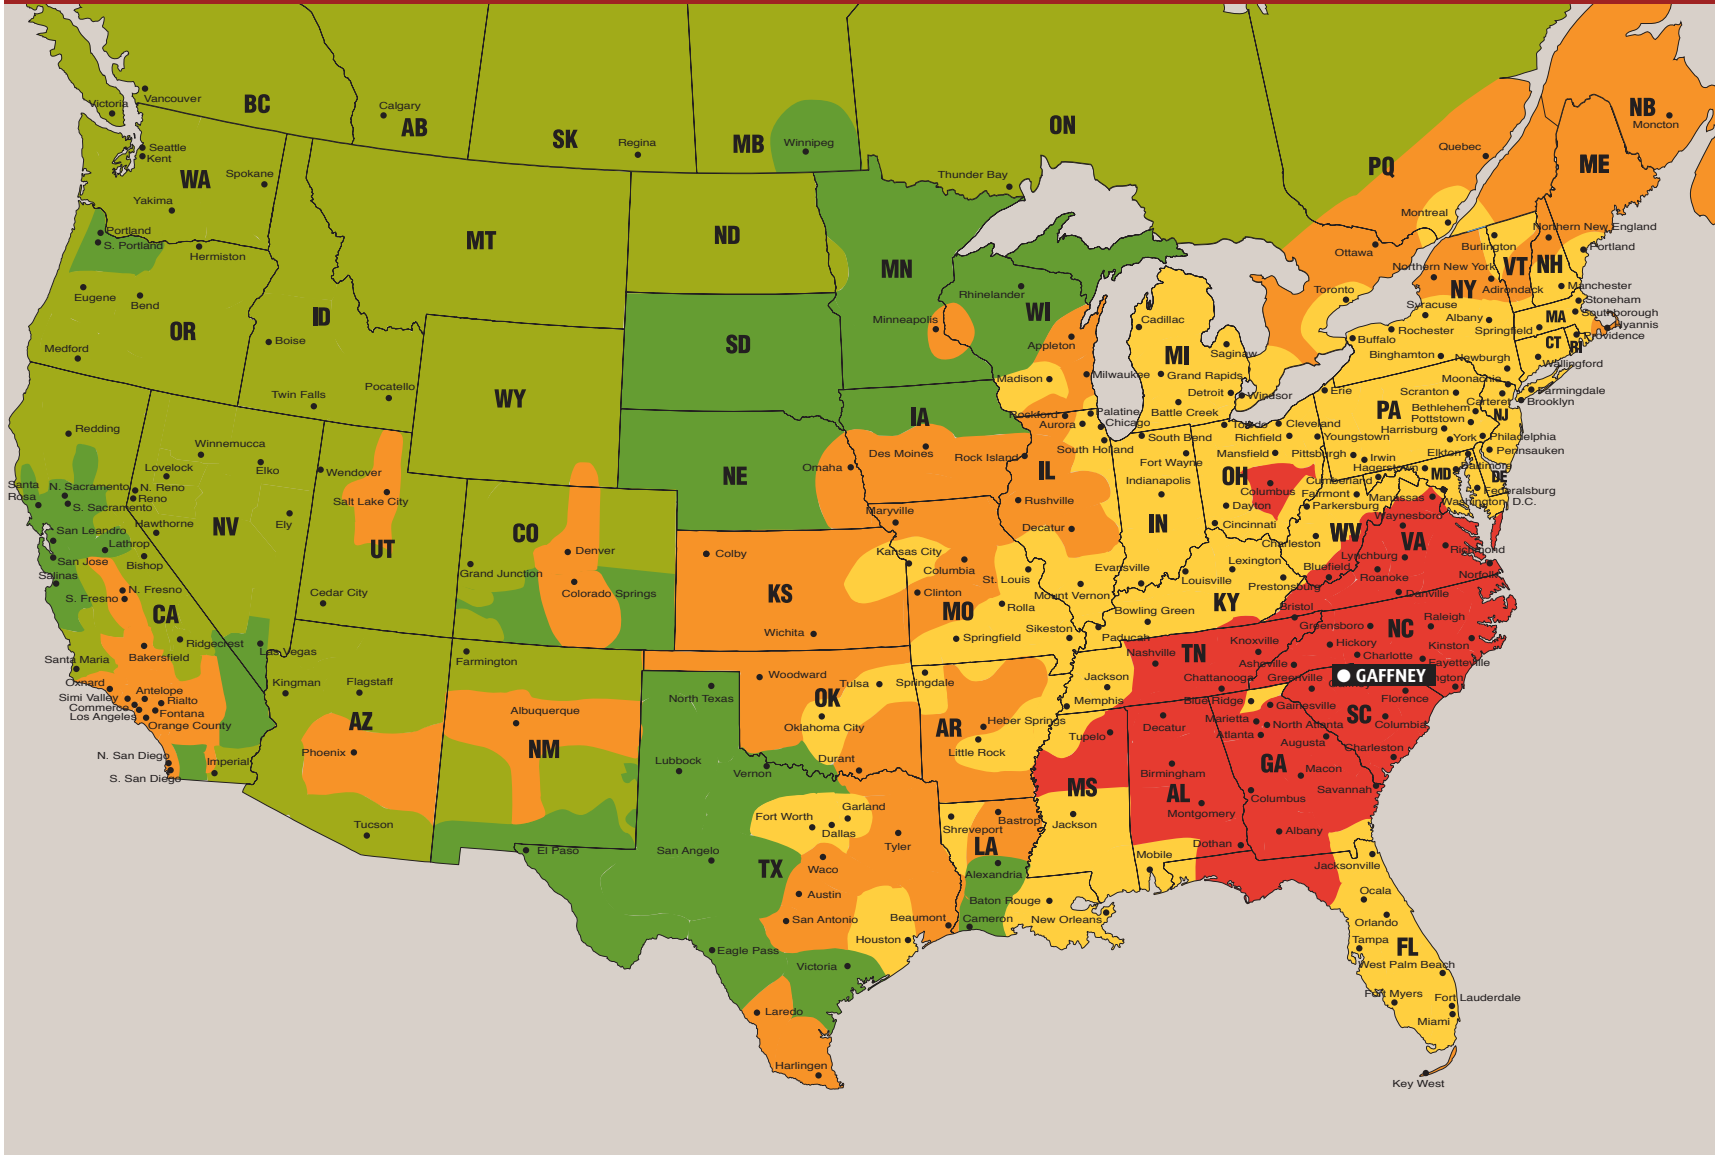 BC
AB
SK
MB
ON
PQ
NB
ME
Victoria
Vancouver
Calgary
Regina
Winnipeg
Thunder Bay
Quebec
Moncton
Montreal
Ottawa
Toronto
Seattle
Kent
WA
Spokane
Yakima
Portland
S. Portland
Hermiston
Eugene
Bend
OR
Medford
ID
Boise
Twin Falls
Pocatello
MT
ND
SD
WY
NE
MN
Minneapolis
WI
Rhinelander
Appleton
Madison
Milwaukee
MI
Cadillac
Saginaw
Grand Rapids
Detroit
Windsor
Battle Creek
Northern New England
Burlington
Portland
Northern New York
VT
NH
NY
Adirondack
Manchester
Stoneham
Syracuse
Albany
MA
Southborough
Hyannis
Rochester
Springfield
Providence
Buffalo
CT
RI
Binghamton
Newburgh
Wallingford
Moonachie
Erie
Scranton
Farmingdale
Carteret
Brooklyn
PA
Bethlehem
Pottstown
NJ
Harrisburg
York
Philadelphia
Pennsauken
Pittsburgh
Irwin
Elkton
Hagerstown
Baltimore
MD
DE
Cumberland
Federalsburg
Manassas
Washington D.C.
Redding
Winnemucca
Lovelock
Elko
Wendover
Santa Rosa
N. Sacramento
S. Sacramento
N. Reno
Reno
Salt Lake City
San Leandro
Hawthorne
NV
Ely
UT
Lathrop
San Jose
Bishop
Salinas
N. Fresno
S. Fresno
CA
Cedar City
Ridgecrest
Bakersfield
Las Vegas
Santa Maria
Oxnard
Simi Valley
Antelope
Rialto
Commerce
Fontana
Los Angeles
Orange County
N. San Diego
S. San Diego
Imperial
Kingman
Flagstaff
AZ
Phoenix
Tucson
CO
Denver
Grand Junction
Colorado Springs
Farmington
Albuquerque
NM
El Paso
Omaha
IA
Des Moines
Rock Island
Rockford
Palatine
Aurora
Chicago
South Holland
IL
Rushville
Decatur
Maryville
Colby
KS
Wichita
Kansas City
Columbia
St. Louis
Clinton
MO
Rolla
Springfield
Sikeston
Mount Vernon
Toledo
Cleveland
South Bend
Richfield
Youngstown
Fort Wayne
Mansfield
Indianapolis
OH
Columbus
Dayton
Fairmont
Parkersburg
IN
Cincinnati
WV
Charleston
Evansville
Lexington
Louisville
Prestonsburg
Bluefield
KY
Bowling Green
Paducah
Waynesboro
VA
Richmond
Lynchburg
Roanoke
Norfolk
Danville
Bristol
Greensboro
NC
Raleigh
Hickory
Kinston
Charlotte
Fayetteville
Knoxville
TN
Nashville
Asheville
Chattanooga
Greenville
GAFFNEY
Jackson
Memphis
Woodward
Tulsa
OK
Oklahoma City
Springdale
AR
Heber Springs
Little Rock
Durant
North Texas
Lubbock
Vernon
Fort Worth
Garland
Dallas
Tyler
San Angelo
TX
Waco
Austin
San Antonio
Beaumont
Houston
Eagle Pass
Victoria
Laredo
Harlingen
Shreveport
Bastrop
LA
Alexandria
Baton Rouge
Cameron
New Orleans
Tupelo
MS
Jackson
Decatur
Birmingham
AL
Montgomery
Mobile
Dothan
Blue Ridge
Gainesville
Marietta
North Atlanta
Atlanta
Augusta
GA
Macon
Columbus
Savannah
Albany
Florence
SC
Columbia
Charleston
Jacksonville
Ocala
Orlando
Tampa
FL
West Palm Beach
Fort Myers
Fort Lauderdale
Miami
Key West